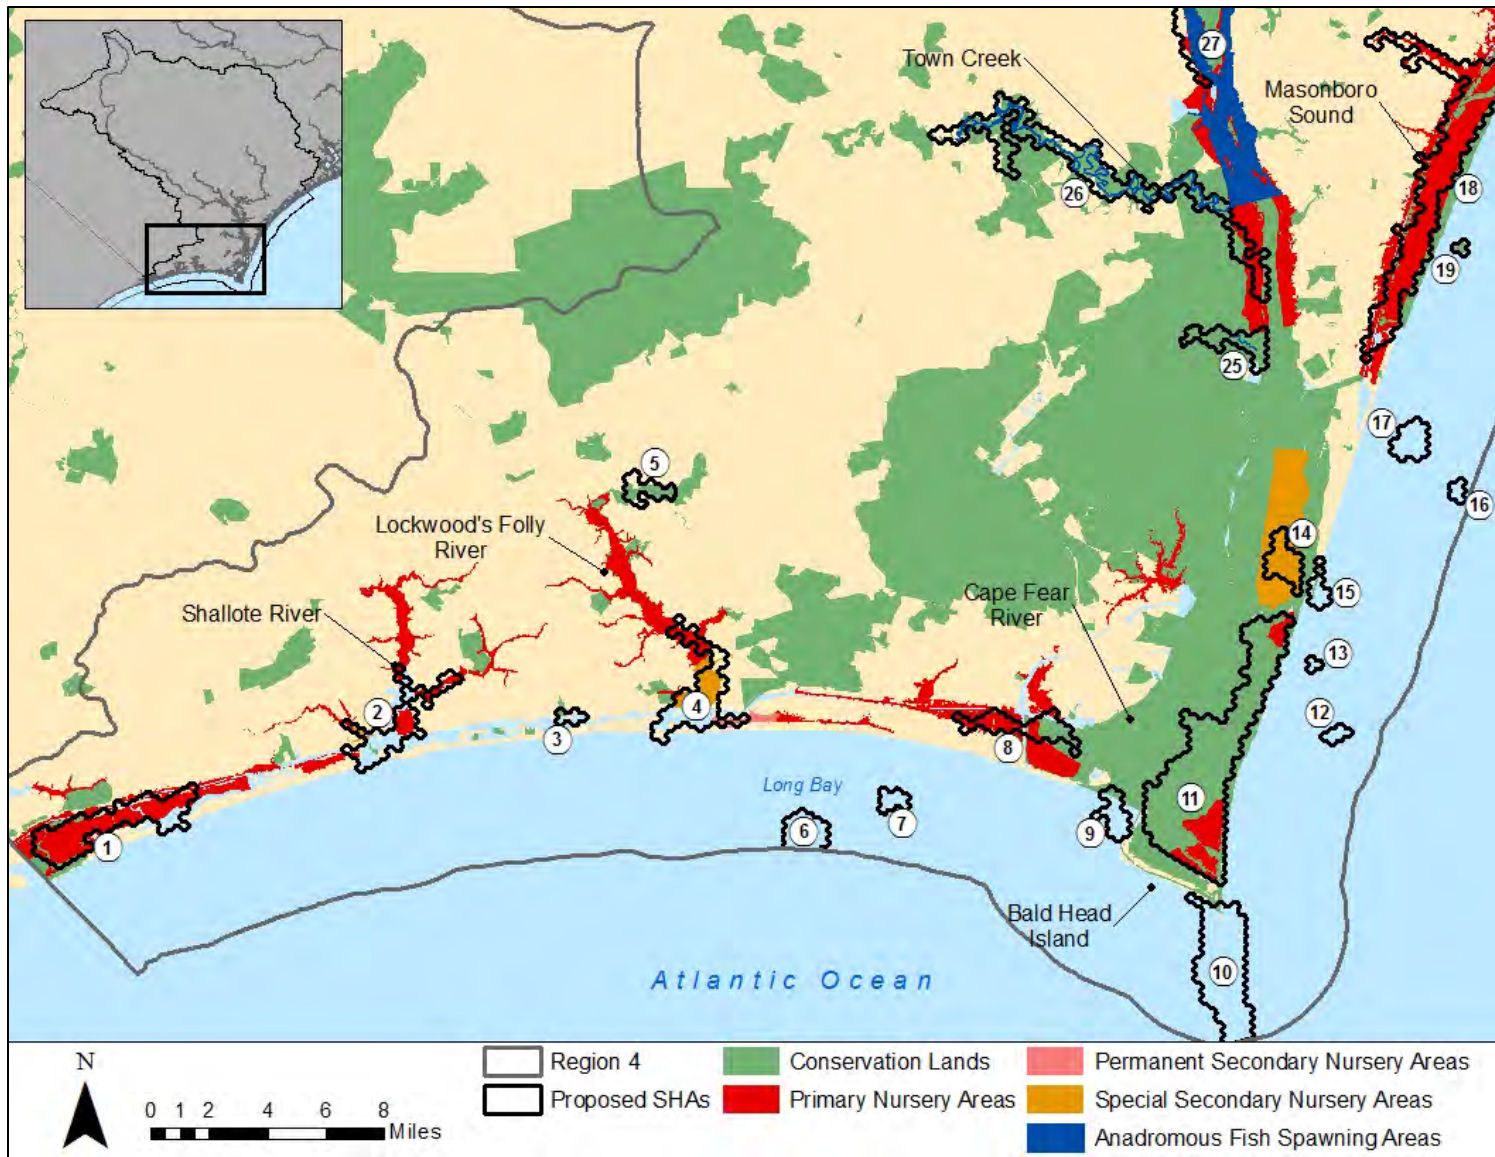 27
Town Creek
Masonboro
Sound
26
18
19
25
17
5
16
Lockwood's Folly
River
14
Cape Fear
River
15
Shallote River
13
2
4
12
3
8
Long Bay
11
7
6
9
1
Bald Head
Island
10
Atlantic Ocean
N
0 1 2 4 6 8
Miles
Region 4
Proposed SHAs
Conservation Lands
Primary Nursery Areas
Permanent Secondary Nursery Areas
Special Secondary Nursery Areas
Anadromous Fish Spawning Areas